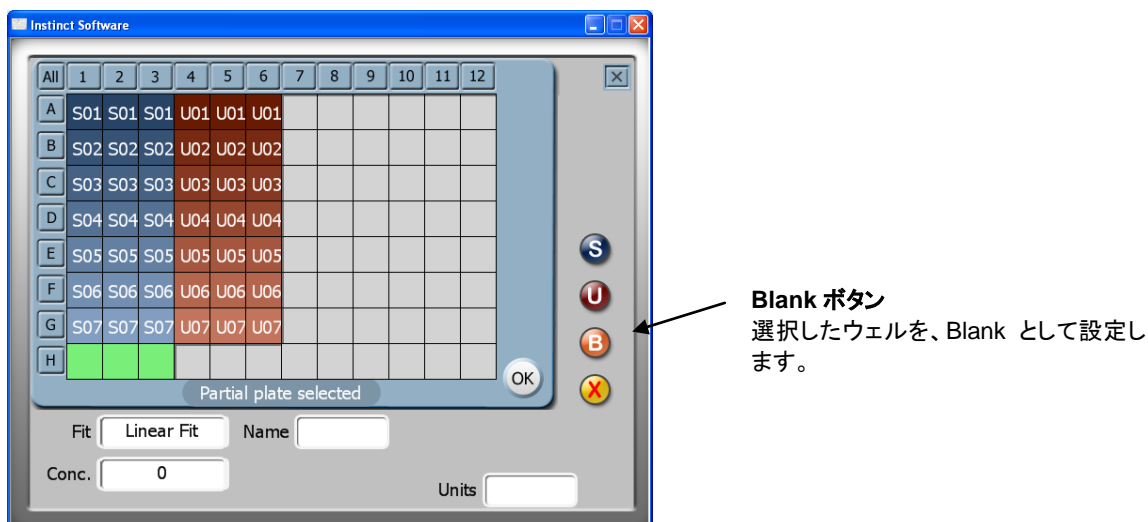 Instinct Software
All 1 2 3 4 5 6 7 8 9 10 11 12
A S01 S01 S01 U01 U01 U01
B S02 S02 S02 U02 U02 U02
C S03 S03 S03 U03 U03 U03
D S04 S04 S04 U04 U04 U04
E S05 S05 S05 U05 U05 U05
F S06 S06 S06 U06 U06 U06
G S07 S07 S07 U07 U07 U07
H
Partial plate selected
OK
S
U
B
X
Fit Linear Fit Name
Conc. 0
Units
Blank ボタン
選択したウェルを、Blank として設定し
ます。